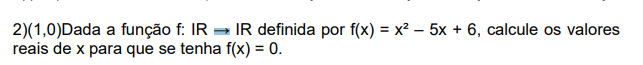 2)(1,0)Dada a função f: IR ➡ IR definida por f(x) = x² – 5x + 6, calcule os valores
reais de x para que se tenha f(x) = 0.